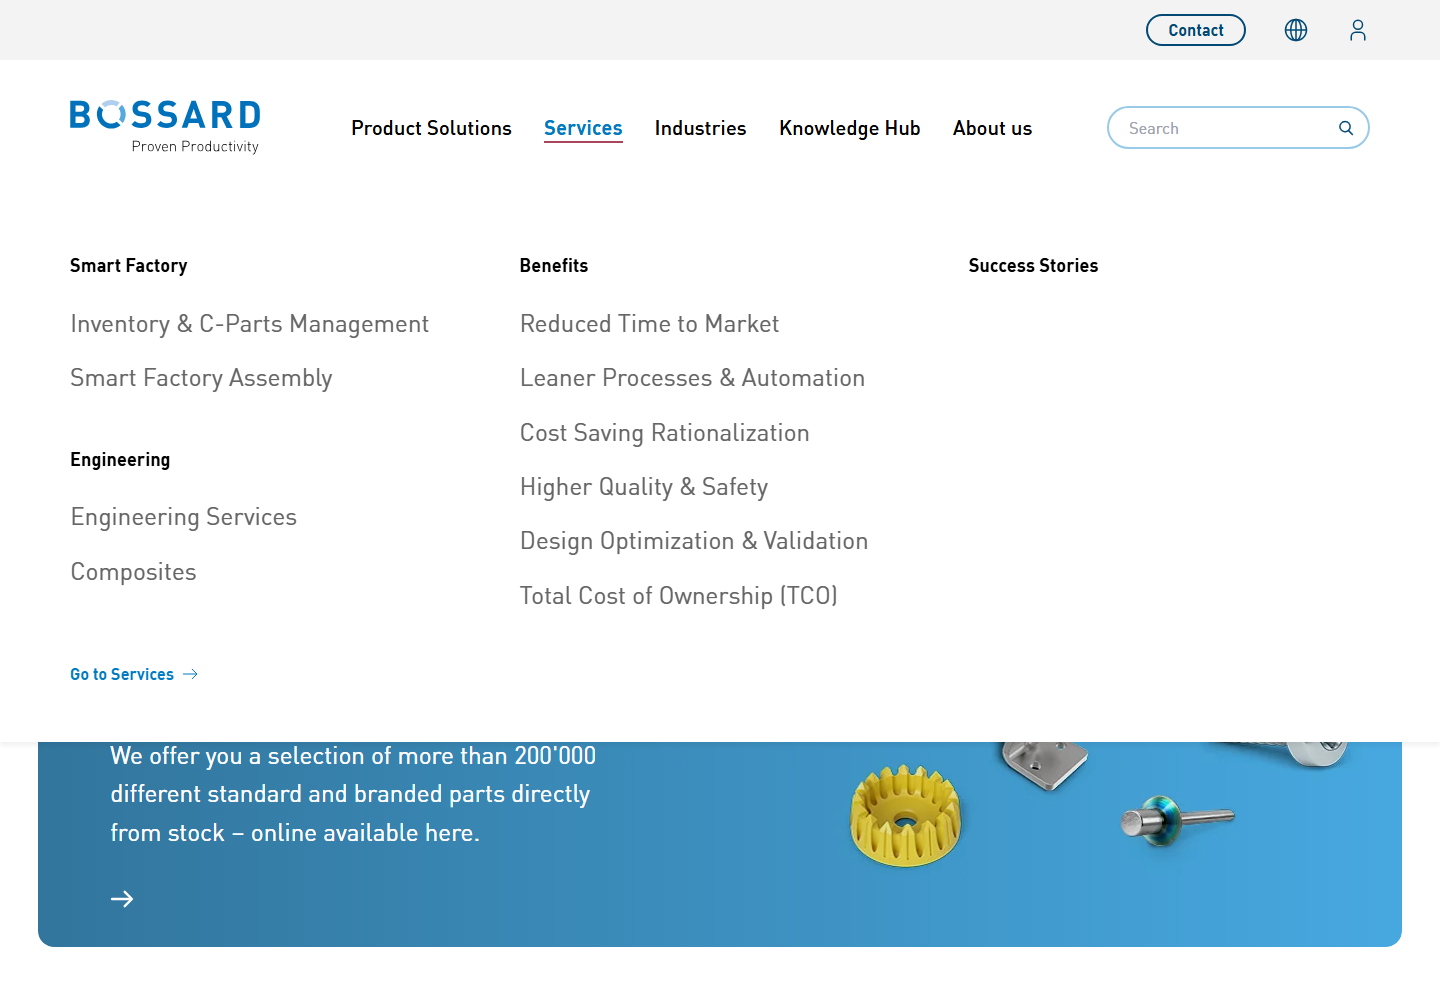 Contact
BOSSARD
Proven Productivity
Product Solutions
Services
Industries
Knowledge Hub
About us
Search
Smart Factory
Inventory & C-Parts Management
Smart Factory Assembly
Engineering
Engineering Services
Composites
Benefits
Reduced Time to Market
Leaner Processes & Automation
Cost Saving Rationalization
Higher Quality & Safety
Design Optimization & Validation
Total Cost of Ownership (TCO)
Success Stories
Go to Services
We offer you a selection of more than 200'000
different standard and branded parts directly
from stock – online available here.